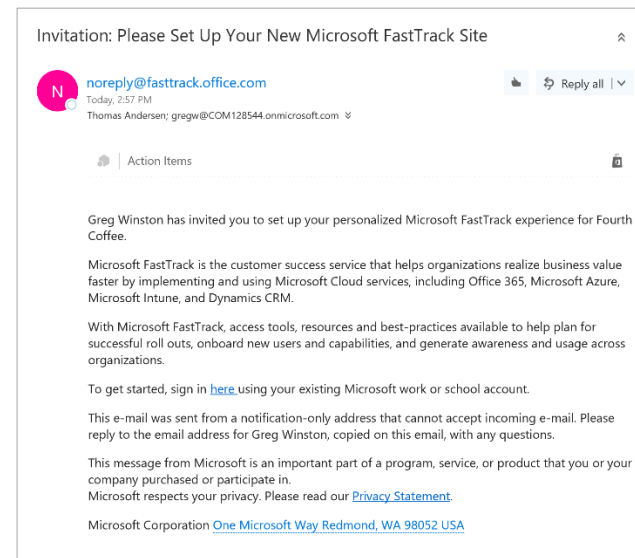 Invitation: Please Set Up Your New Microsoft FastTrack Site
N
noreply@fasttrack.office.com
Reply all
Today, 2:57 PM
Thomas Andersen; gregw@COM128544.onmicrosoft.com
Action Items
Greg Winston has invited you to set up your personalized Microsoft FastTrack experience for Fourth
Coffee.
Microsoft FastTrack is the customer success service that helps organizations realize business value
faster by implementing and using Microsoft Cloud services, including Office 365, Microsoft Azure,
Microsoft Intune, and Dynamics CRM.
With Microsoft FastTrack, access tools, resources and best-practices available to help plan for
successful roll outs, onboard new users and capabilities, and generate awareness and usage across
organizations.
To get started, sign in here using your existing Microsoft work or school account.
This e-mail was sent from a notification-only address that cannot accept incoming e-mail. Please
reply to the email address for Greg Winston, copied on this email, with any questions.
This message from Microsoft is an important part of a program, service, or product that you or your
company purchased or participate in.
Microsoft respects your privacy. Please read our Privacy Statement.
Microsoft Corporation One Microsoft Way Redmond, WA 98052 USA